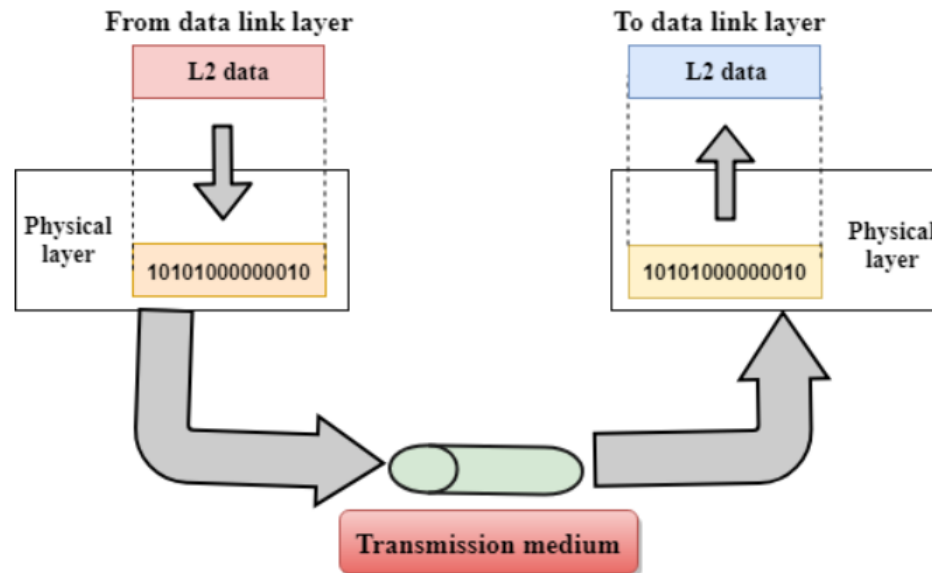 From data link layer
To data link layer
L2 data
L2 data
Physical
layer
10101000000010
10101000000010
Physical
layer
Transmission medium